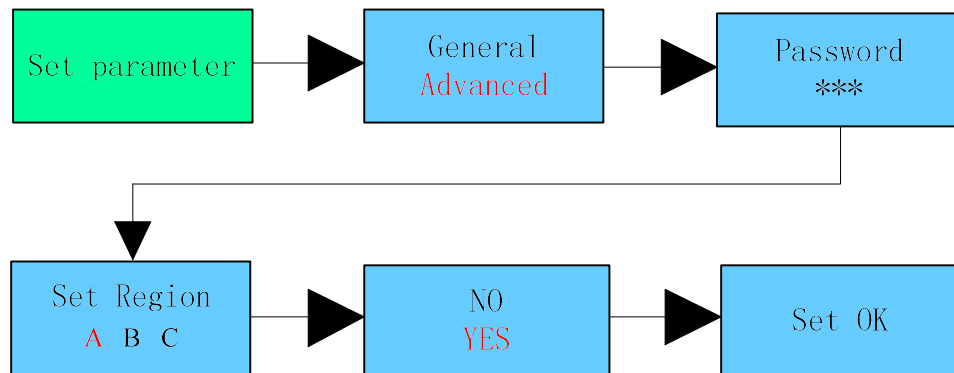 Set parameter
General
Advanced
Password
***
Set Region
A B C
NO
YES
Set OK